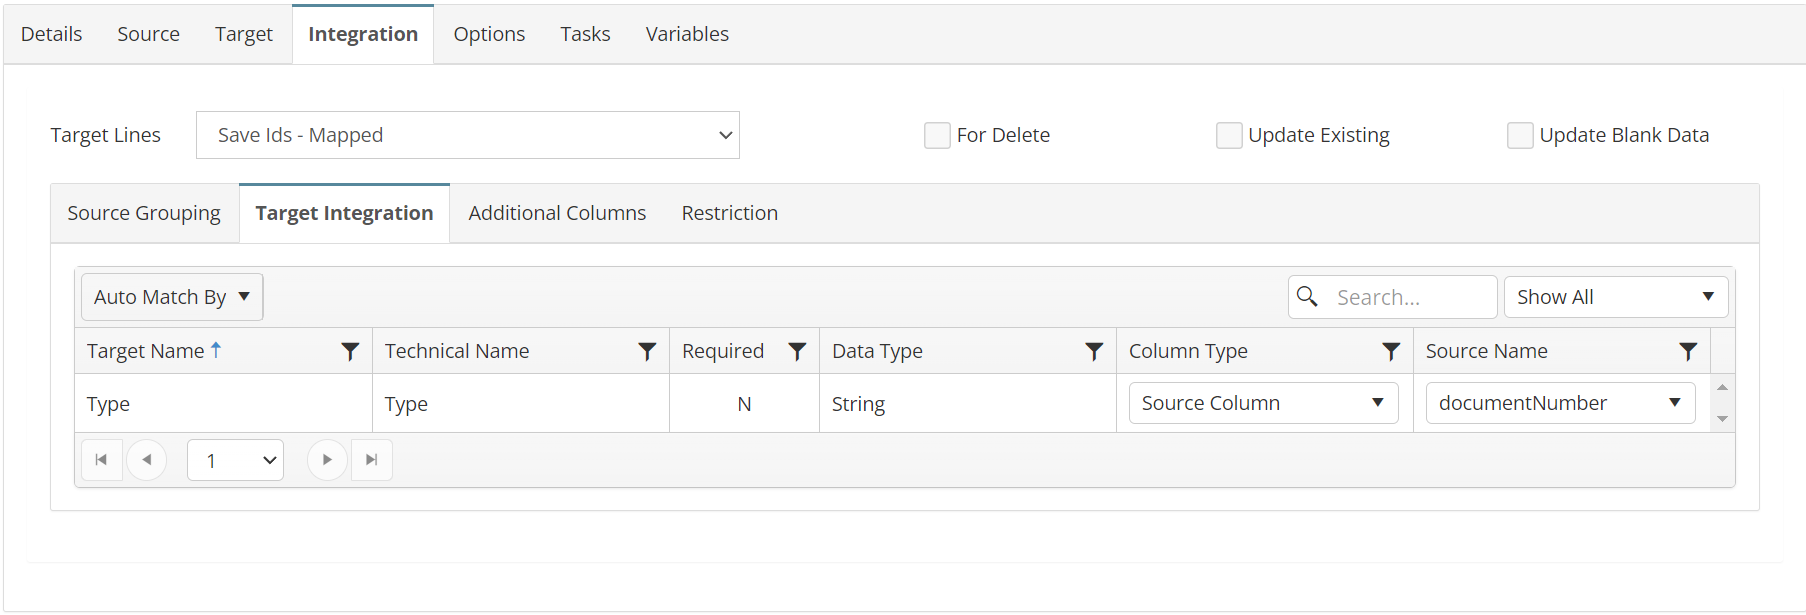 Details Source Target Integration Options Tasks Variables
Target Lines Save Ids - Mapped For Delete Update Existing Update Blank Data
Source Grouping Target Integration Additional Columns Restriction
Auto Match By Search... Show All
Target Name Technical Name Required Data Type Column Type Source Name
Type Type N String Source Column documentNumber
1